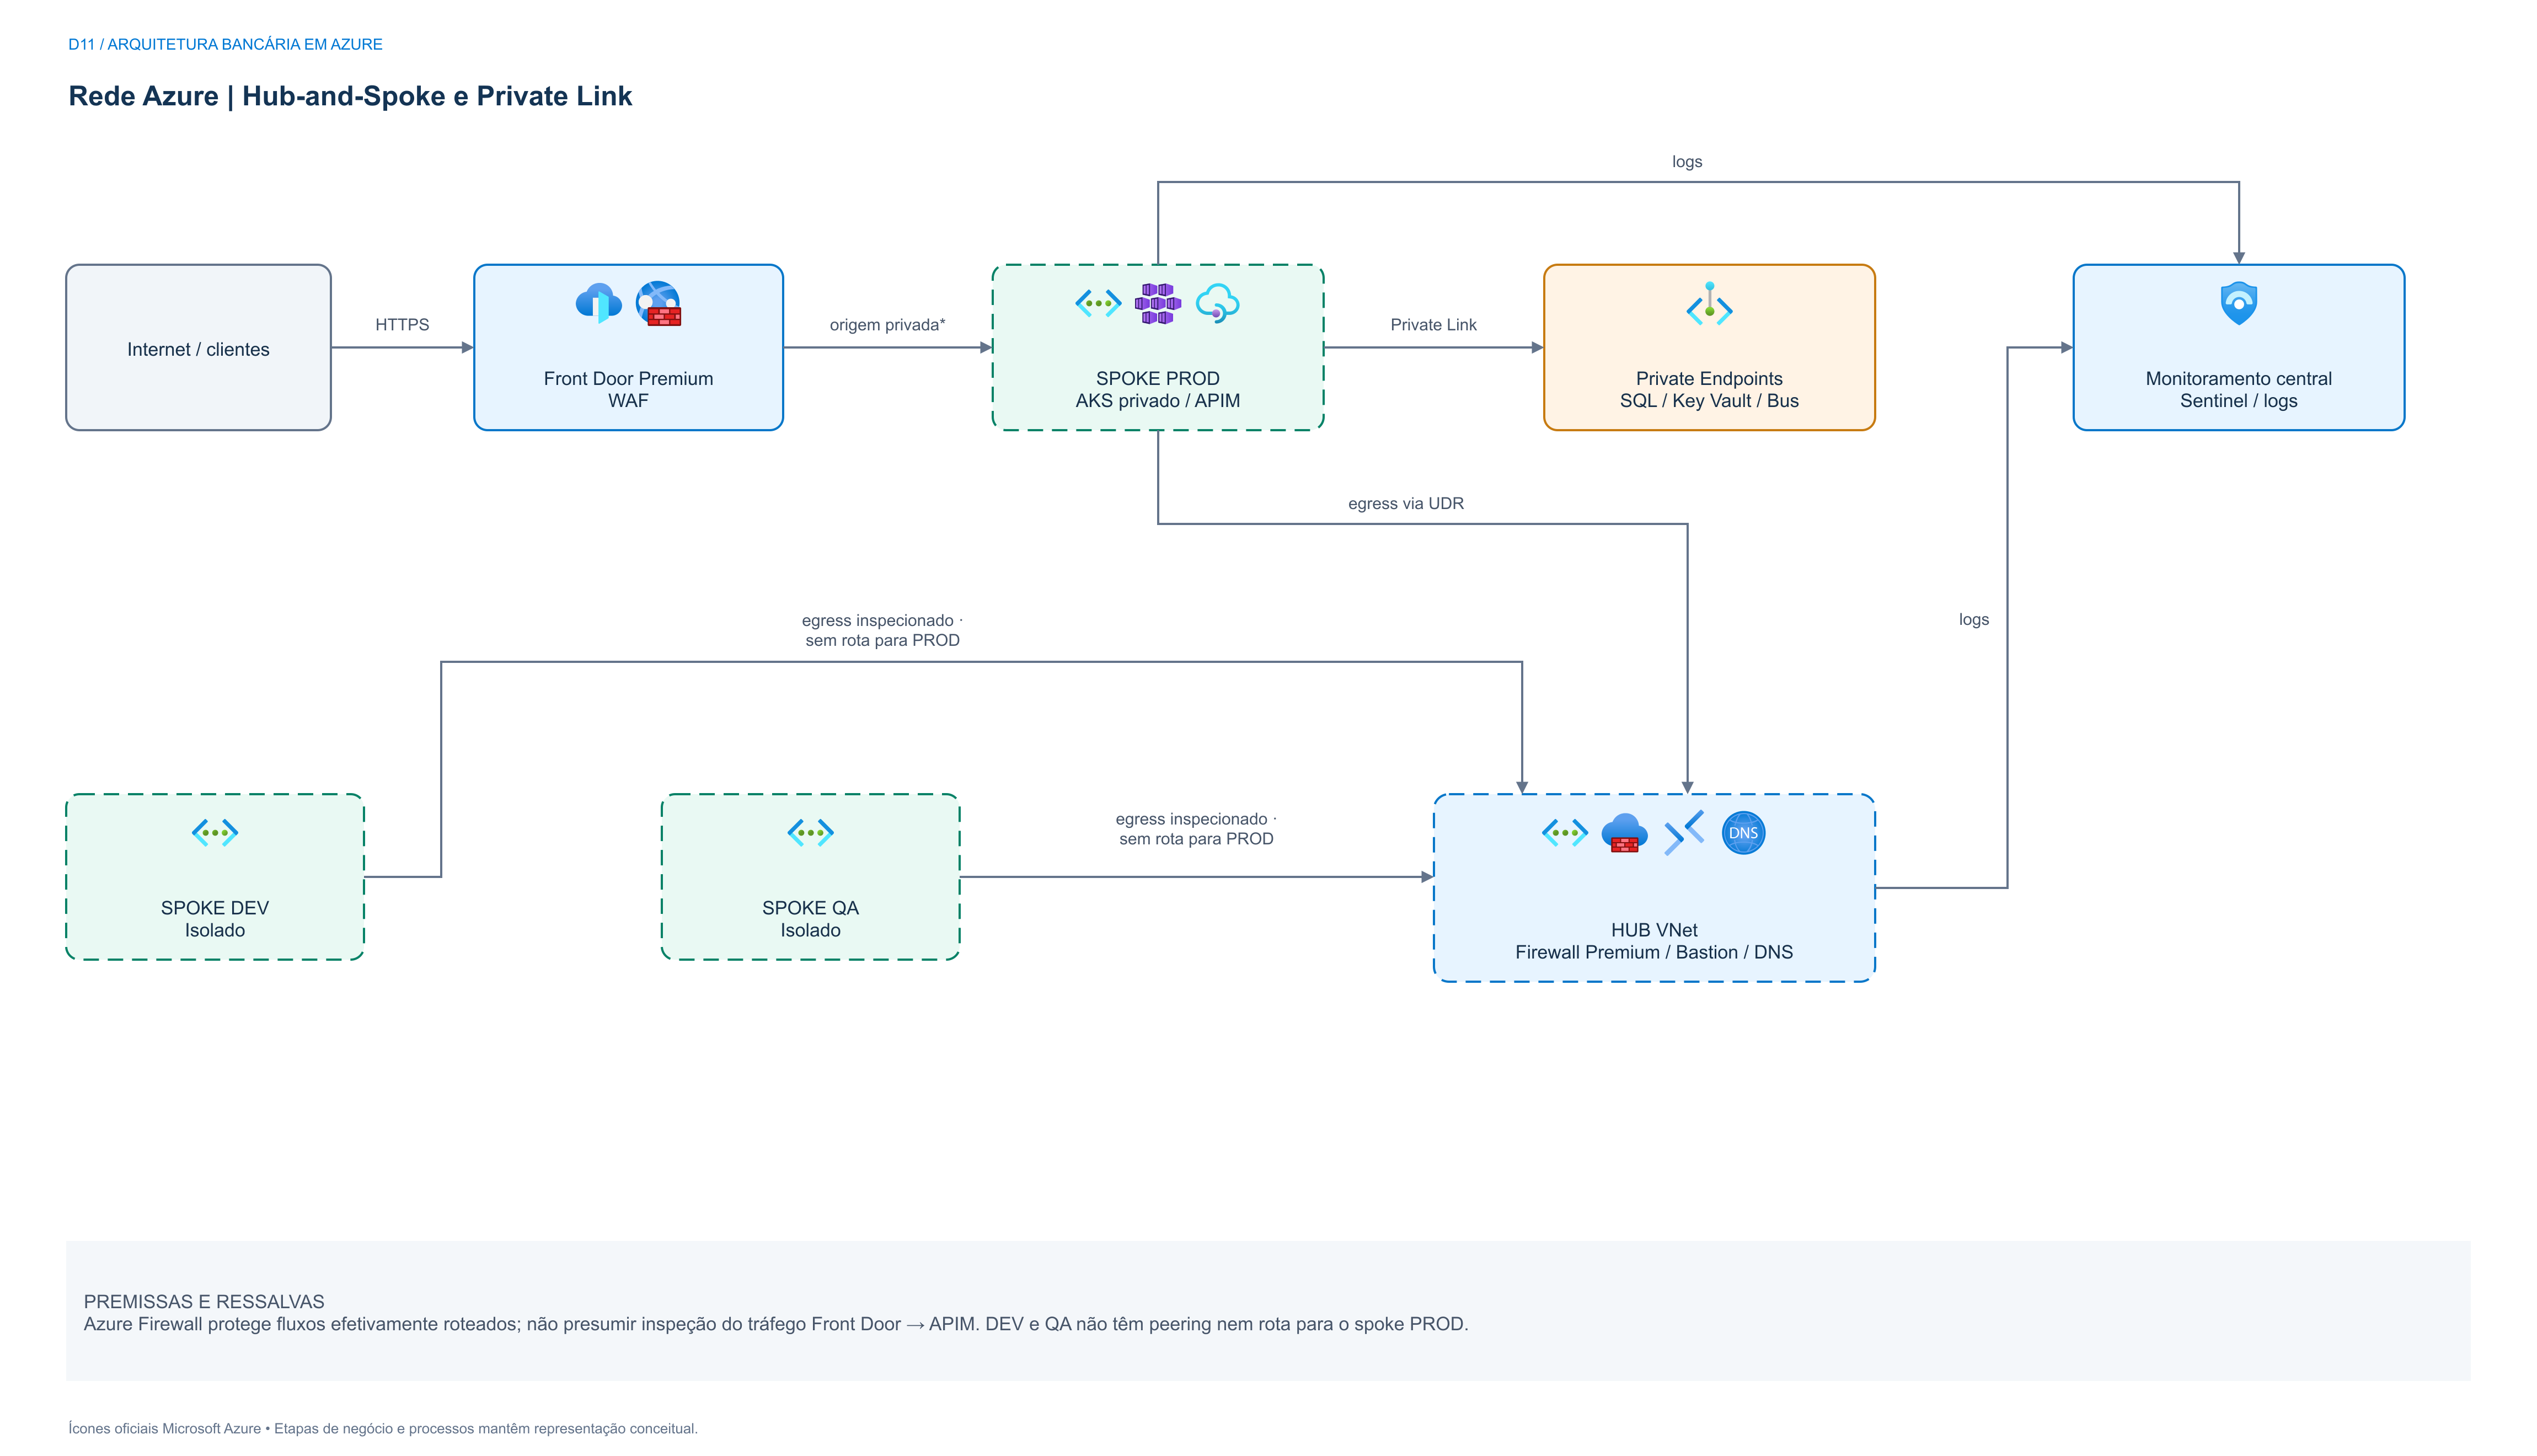 D11 / ARQUITETURA BANCÁRIA EM AZURE
Rede Azure | Hub-and-Spoke e Private Link
logs
Internet / clientes
HTTPS
Front Door Premium
WAF
origem privada*
SPOKE PROD
AKS privado / APIM
Private Link
Private Endpoints
SQL / Key Vault / Bus
Monitoramento central
Sentinel / logs
egress via UDR
egress inspecionado ·
sem rota para PROD
logs
SPOKE DEV
Isolado
SPOKE QA
Isolado
egress inspecionado ·
sem rota para PROD
DNS
HUB VNet
Firewall Premium / Bastion / DNS
PREMISSAS E RESSALVAS
Azure Firewall protege fluxos efetivamente roteados; não presumir inspeção do tráfego Front Door → APIM. DEV e QA não têm peering nem rota para o spoke PROD.
Ícones oficiais Microsoft Azure • Etapas de negócio e processos mantêm representação conceitual.